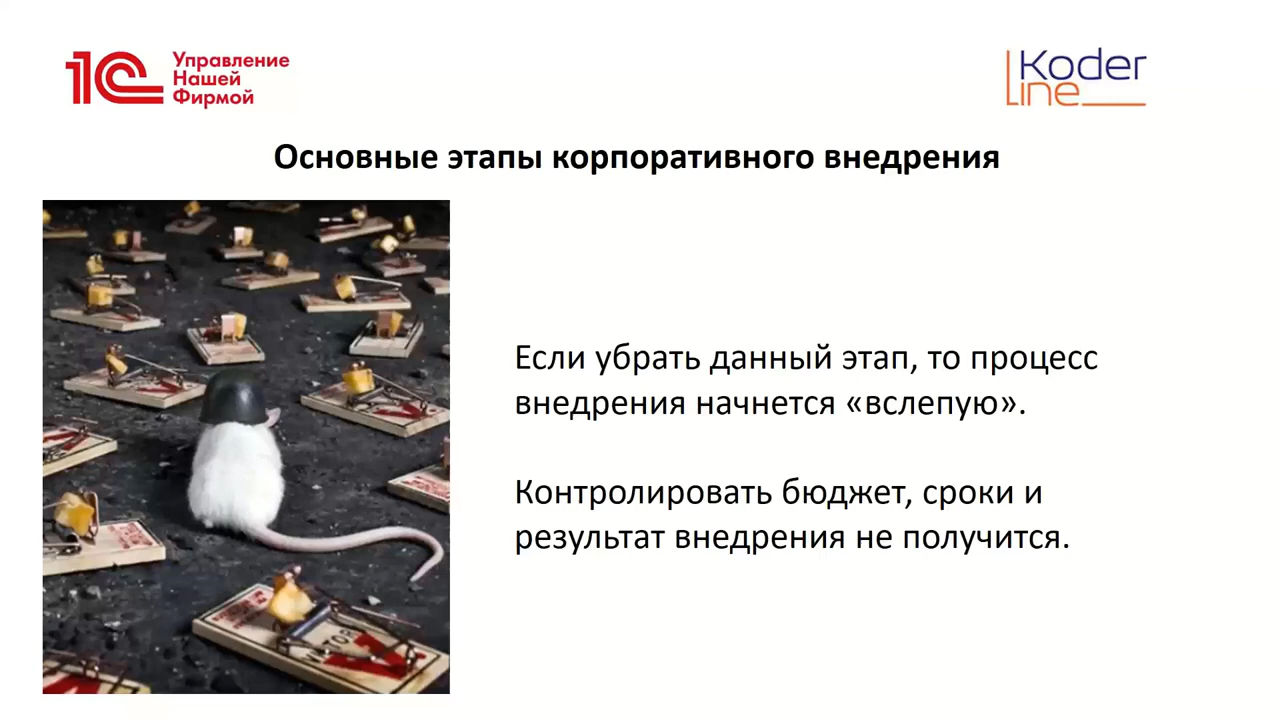 1С
Управление
Нашей
Фирмой
Koder
Line
Основные этапы корпоративного внедрения
Если убрать данный этап, то процесс
внедрения начнется «вслепую».
Контролировать бюджет, сроки и
результат внедрения не получится.